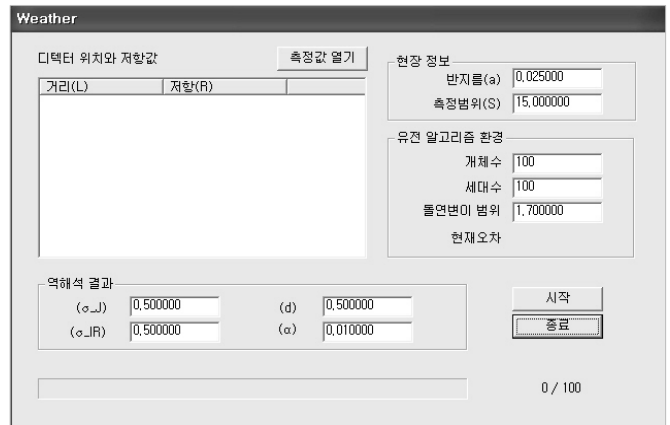 Weather
디텍터 위치와 저항값
측정값 열기
거리(L) 저항(R)
현장 정보
반지름(a) 0,025000
측정범위(S) 15,000000
유전 알고리즘 환경
개체수 100
세대수 100
돌연변이 범위 1,700000
현재오차
역해석 결과
(σ_J) 0,500000 (d) 0,500000
(σ_IR) 0,500000 (α) 0,010000
시작
종료
0 / 100